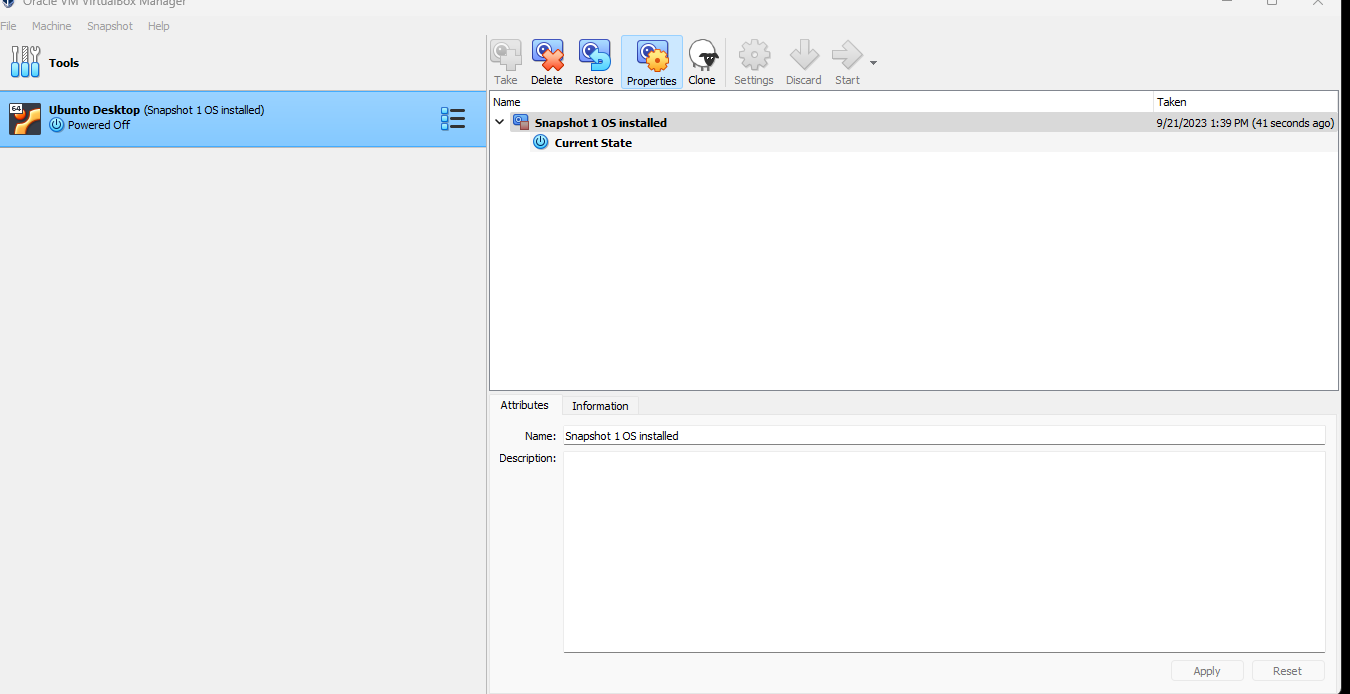 Oracle VM VirtualBox Manager
File Machine Snapshot Help
Tools
Take Delete Restore Properties Clone Settings Discard Start
64 Ubunto Desktop (Snapshot 1 OS installed)
Powered Off
Name Taken
Snapshot 1 OS installed 9/21/2023 1:39 PM (41 seconds ago)
Current State
Attributes Information
Name: Snapshot 1 OS installed
Description:
Apply Reset